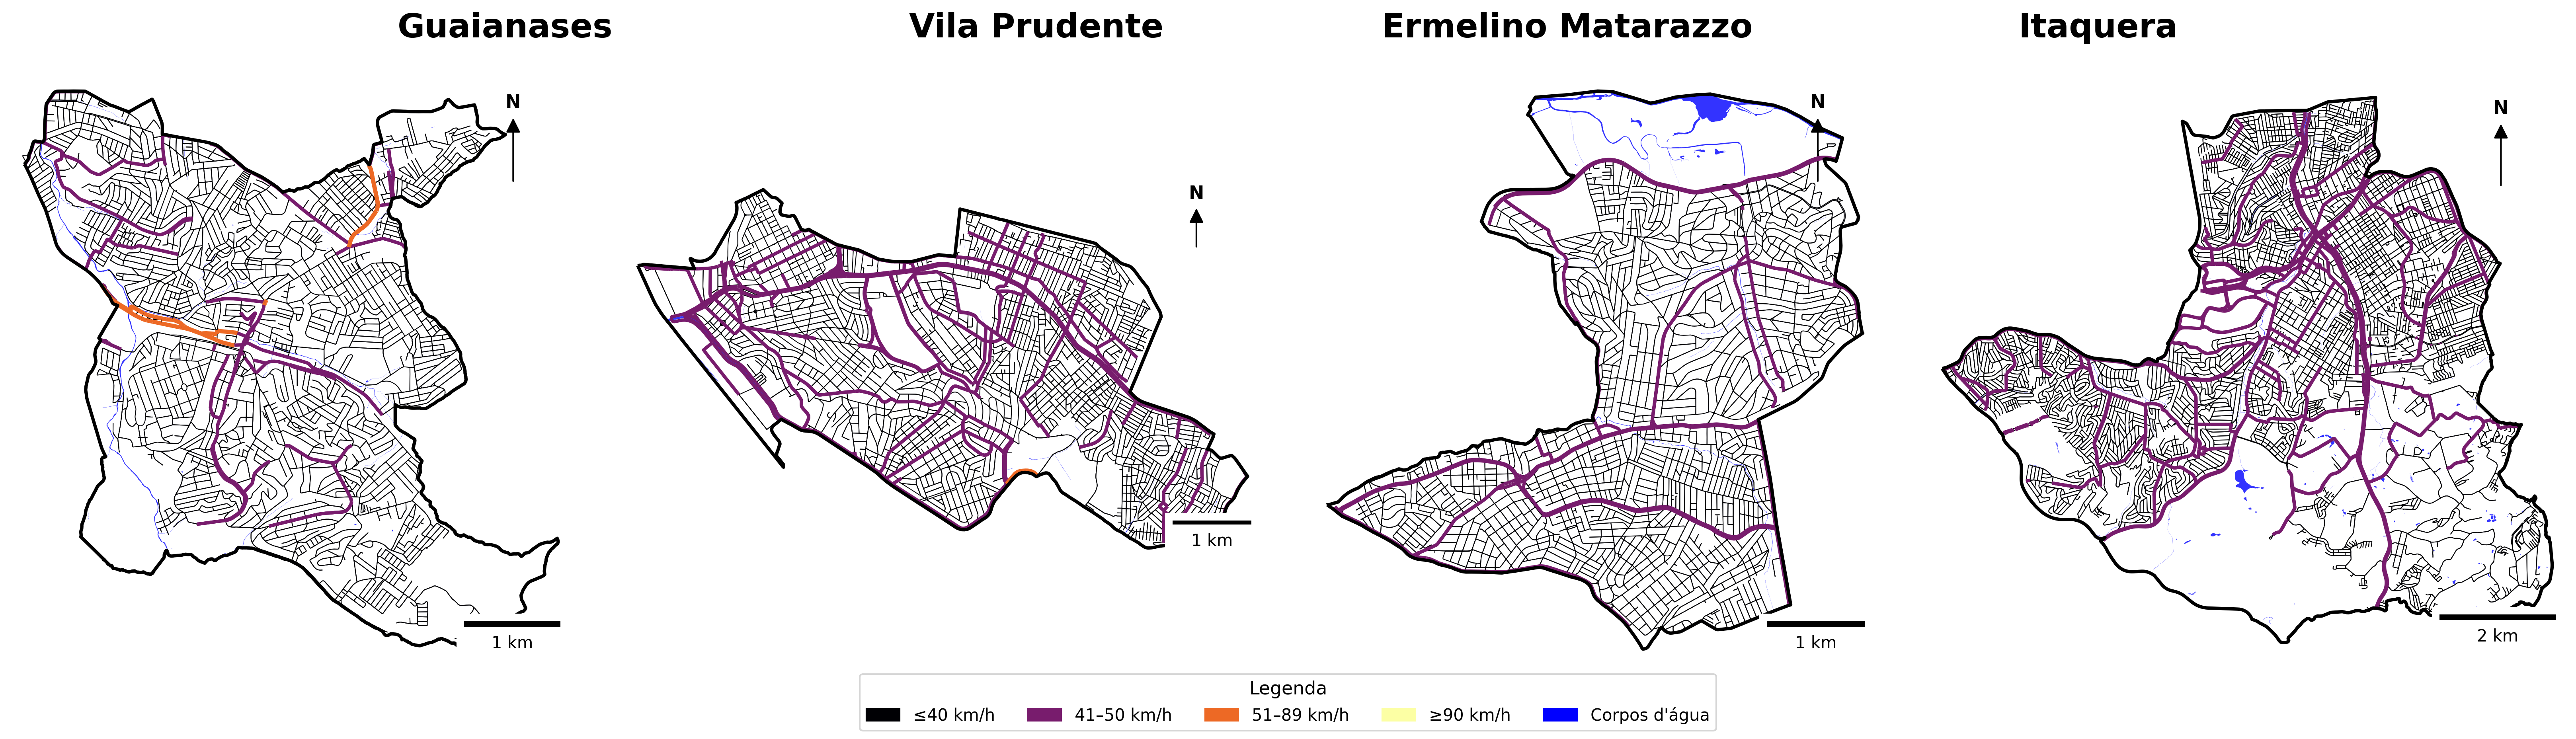 Guaianases
Vila Prudente
Ermelino Matarazzo
Itaquera
N
N
N
N
1 km
1 km
1 km
2 km
Legenda
≤40 km/h
41–50 km/h
51–89 km/h
≥90 km/h
Corpos d'água